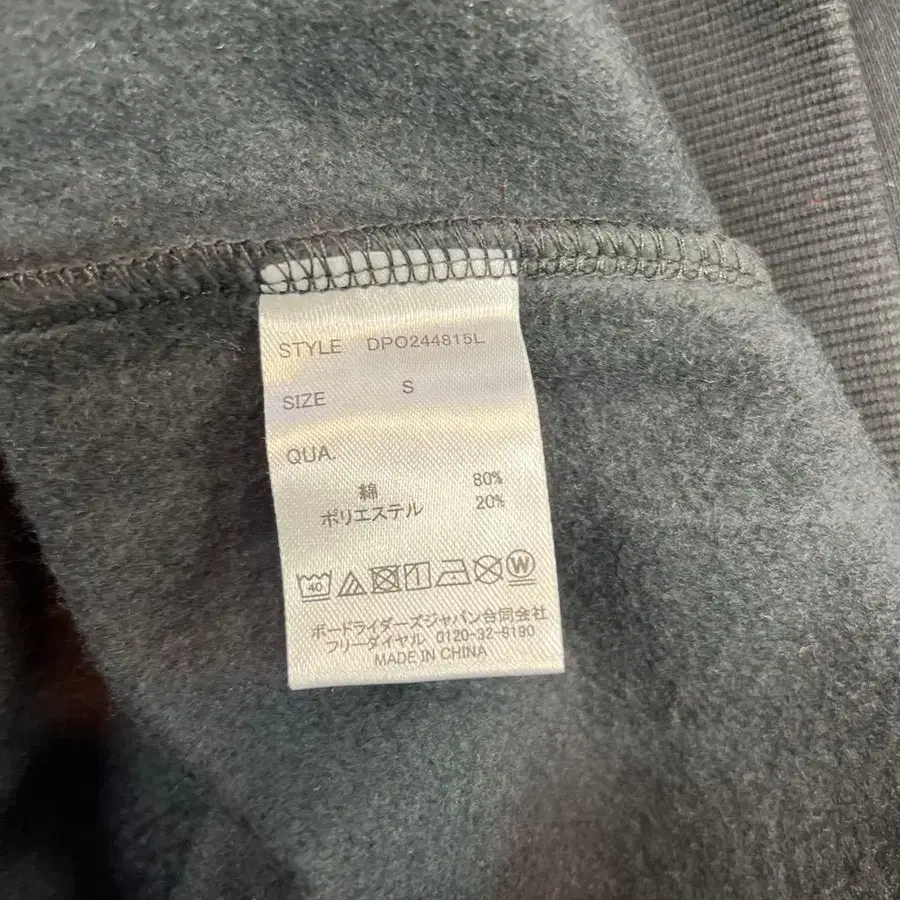 STYLE DPO244815L
SIZE S
QUA.
綿 80%
ポリエステル 20%
40 W
ボードライダーズジャパン合同会社
フリーダイヤル 0120-32-9190
MADE IN CHINA